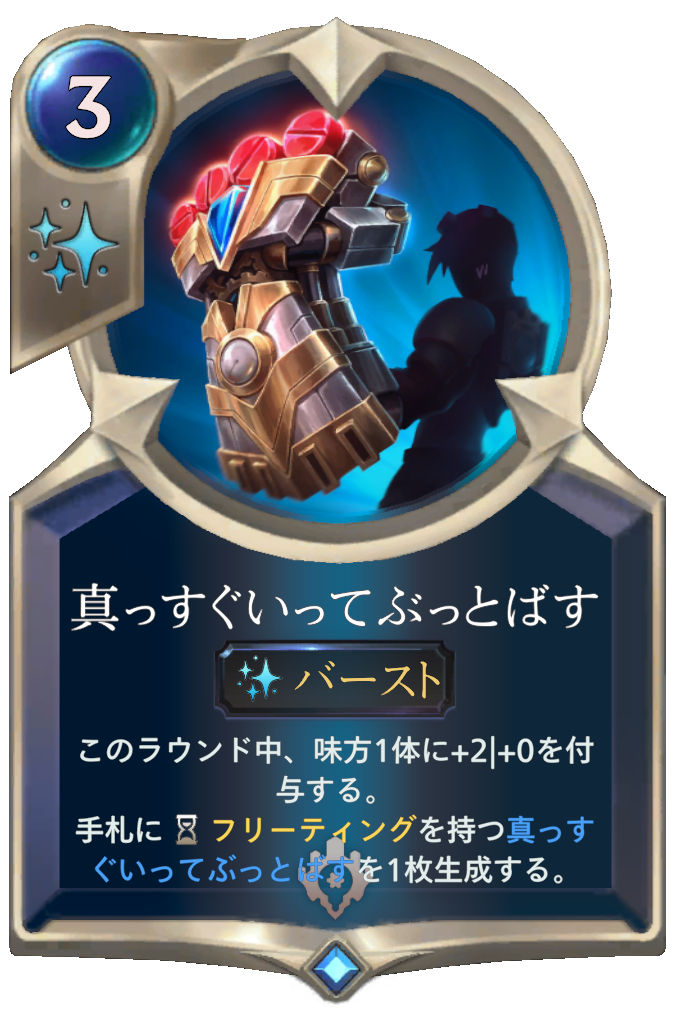 3
真っすぐいってぶっとばす
バースト
このラウンド中、味方1体に+2|+0を付
与する。
手札に フリーティングを持つ真っす
ぐいってぶっとばすを1枚生成する。